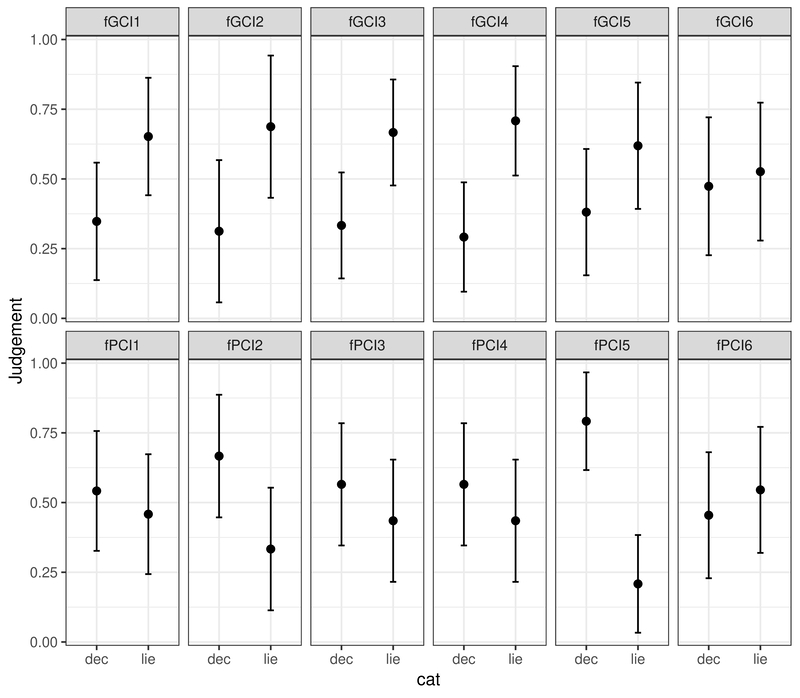 fGCI1 fGCI2 fGCI3 fGCI4 fGCI5 fGCI6
1.00
0.75
0.50
0.25
0.00
Judgement
fPCI1 fPCI2 fPCI3 fPCI4 fPCI5 fPCI6
1.00
0.75
0.50
0.25
0.00
dec lie dec lie dec lie dec lie dec lie dec lie
cat